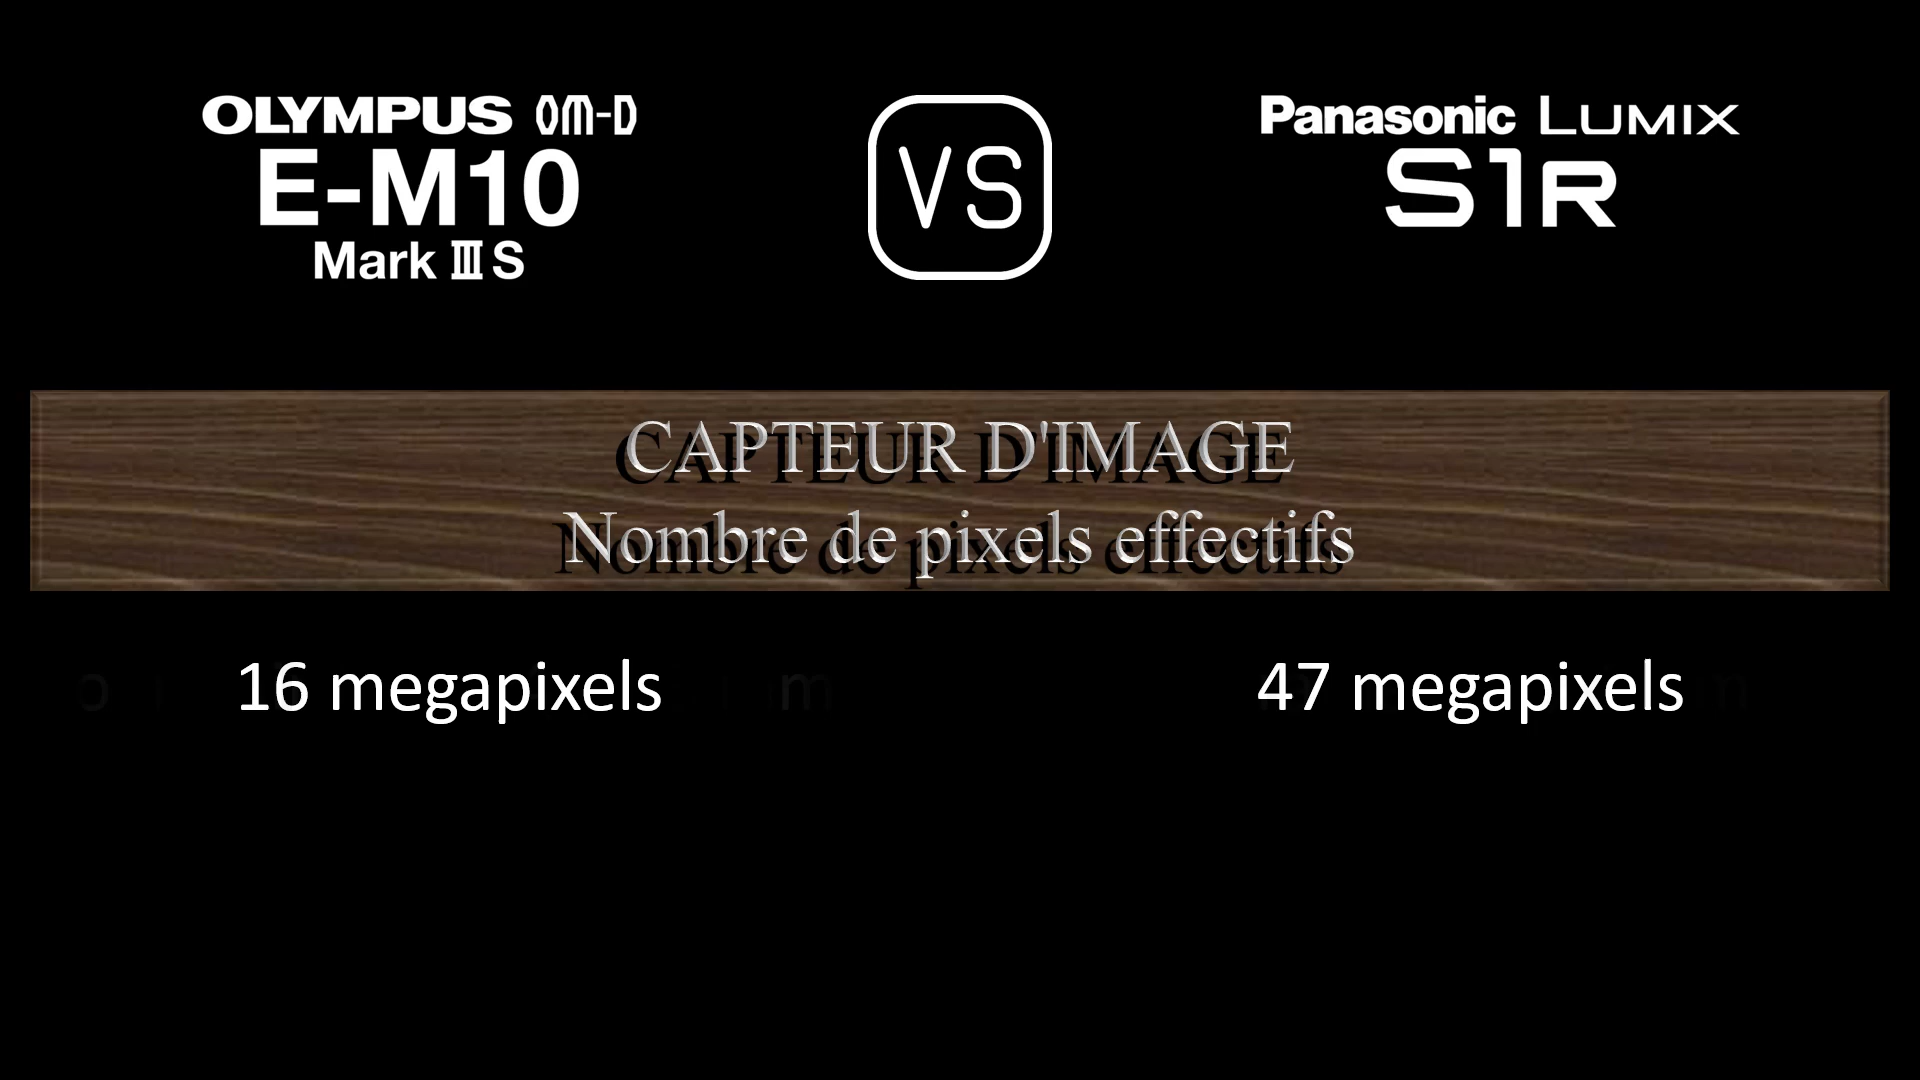 OLYMPUS OM-D
E-M10
Mark III S
VS
Panasonic LUMIX
S1R
CAPTEUR D'IMAGE
Nombre de pixels effectifs
16 megapixels
47 megapixels